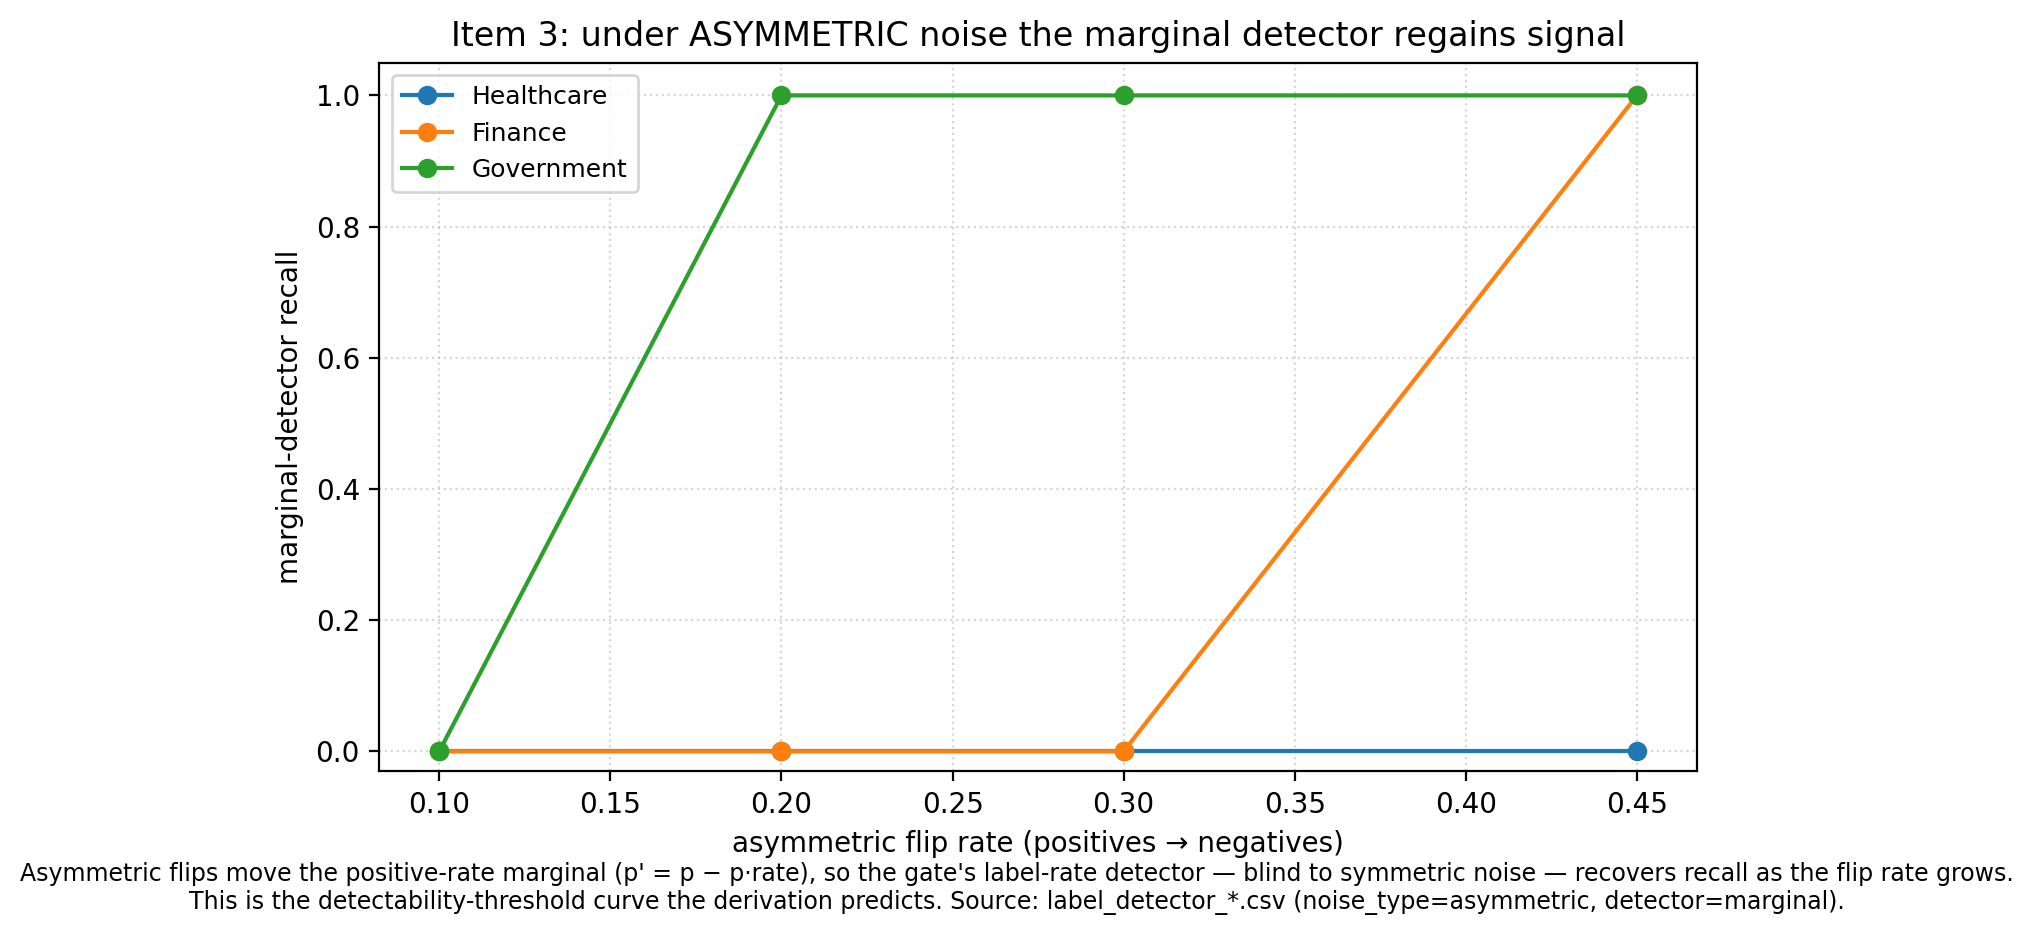 Item 3: under ASYMMETRIC noise the marginal detector regains signal
Healthcare
Finance
Government
marginal-detector recall
1.0
0.8
0.6
0.4
0.2
0.0
0.10 0.15 0.20 0.25 0.30 0.35 0.40 0.45
asymmetric flip rate (positives → negatives)
Asymmetric flips move the positive-rate marginal (p' = p − p·rate), so the gate's label-rate detector — blind to symmetric noise — recovers recall as the flip rate grows.
This is the detectability-threshold curve the derivation predicts. Source: label_detector_*.csv (noise_type=asymmetric, detector=marginal).